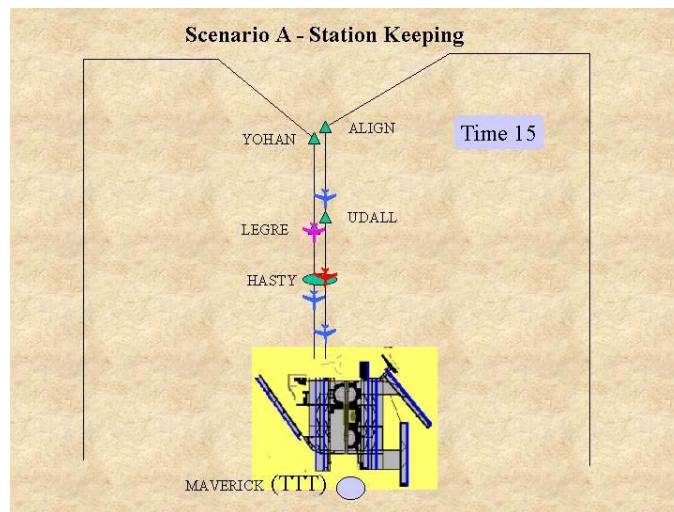 Scenario A - Station Keeping
ALIGN
YOHAN
Time 15
UDALL
LEGRE
HASTY
MAVERICK (TTT)